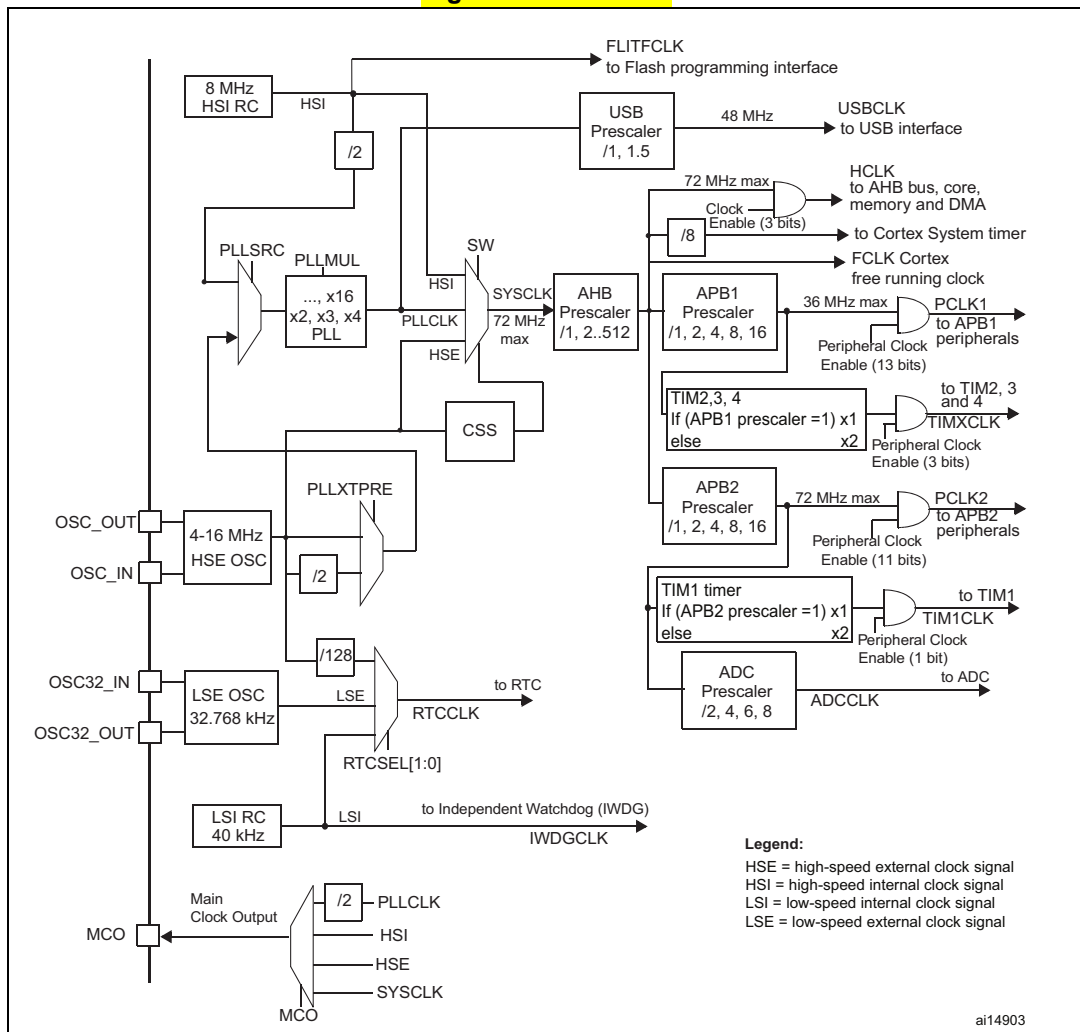 FLITFCLK
to Flash programming interface
8 MHz
HSI RC
HSI
/2
USB
Prescaler
/1, 1.5
48 MHz
USBCLK
to USB interface
72 MHz max
Clock
Enable (3 bits)
HCLK
to AHB bus, core,
memory and DMA
/8
to Cortex System timer
FCLK Cortex
free running clock
PLLSRC
PLLMUL
..., x16
x2, x3, x4
PLL
SW
HSI
PLLCLK
HSE
SYSCLK
72 MHz
max
AHB
Prescaler
/1, 2..512
APB1
Prescaler
/1, 2, 4, 8, 16
36 MHz max
PCLK1
to APB1
peripherals
Peripheral Clock
Enable (13 bits)
TIM2,3, 4
If (APB1 prescaler =1) x1
else x2
to TIM2, 3
and 4
TIMXCLK
Peripheral Clock
Enable (3 bits)
CSS
PLLXTPRE
OSC_OUT
OSC_IN
4-16 MHz
HSE OSC
/2
APB2
Prescaler
/1, 2, 4, 8, 16
72 MHz max
PCLK2
to APB2
peripherals
Peripheral Clock
Enable (11 bits)
TIM1 timer
If (APB2 prescaler =1) x1
else x2
to TIM1
TIM1CLK
Peripheral Clock
Enable (1 bit)
/128
OSC32_IN
OSC32_OUT
LSE OSC
32.768 kHz
LSE
to RTC
RTCCLK
RTCSEL[1:0]
ADC
Prescaler
/2, 4, 6, 8
to ADC
ADCCLK
LSI RC
40 kHz
LSI
to Independent Watchdog (IWDG)
IWDGCLK
Legend:
HSE = high-speed external clock signal
HSI = high-speed internal clock signal
LSI = low-speed internal clock signal
LSE = low-speed external clock signal
Main
Clock Output
MCO
/2
PLLCLK
HSI
HSE
SYSCLK
MCO
ai14903